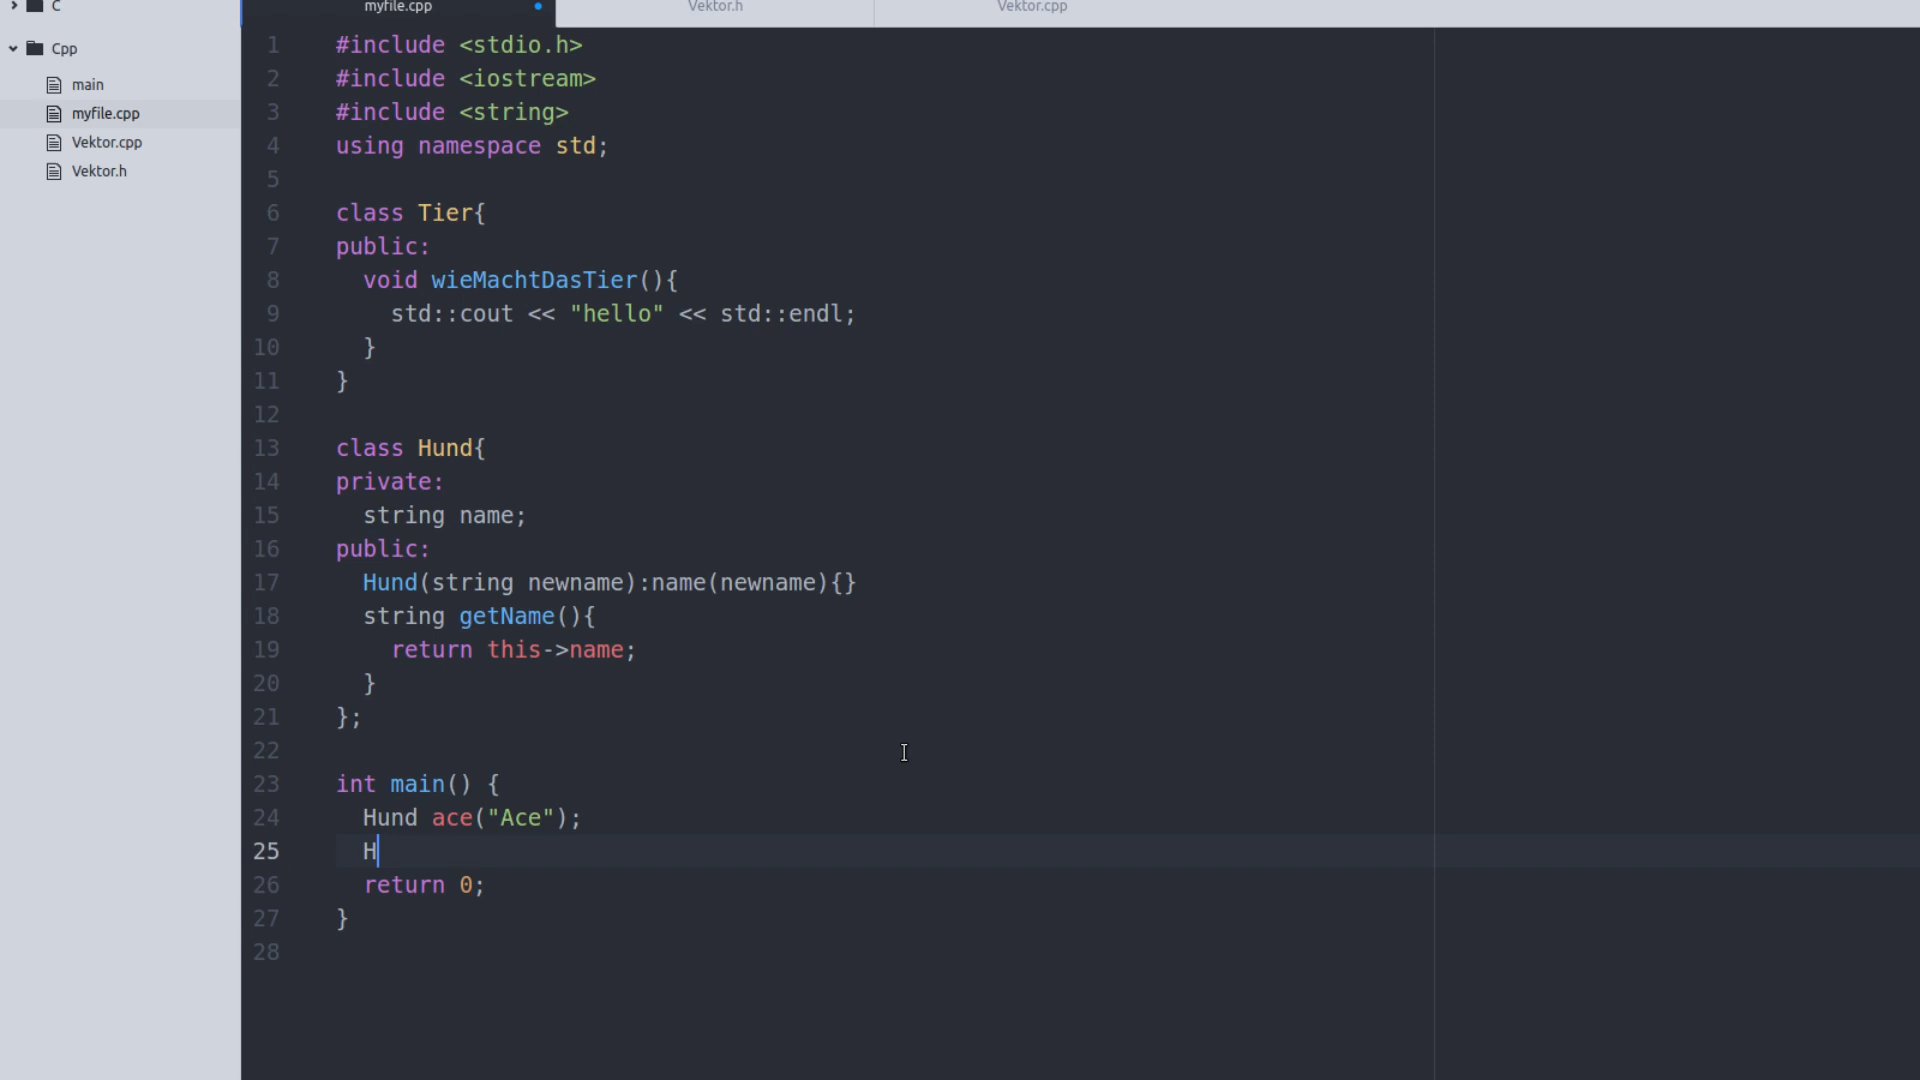 C
Cpp
main
myfile.cpp
Vektor.cpp
Vektor.h
myfile.cpp Vektor.h Vektor.cpp
1 #include <stdio.h>
2 #include <iostream>
3 #include <string>
4 using namespace std;
5
6 class Tier{
7 public:
8 void wieMachtDasTier(){
9 std::cout << "hello" << std::endl;
10 }
11 }
12
13 class Hund{
14 private:
15 string name;
16 public:
17 Hund(string newname):name(newname){}
18 string getName(){
19 return this->name;
20 }
21 };
22
23 int main() {
24 Hund ace("Ace");
25 H
26 return 0;
27 }
28